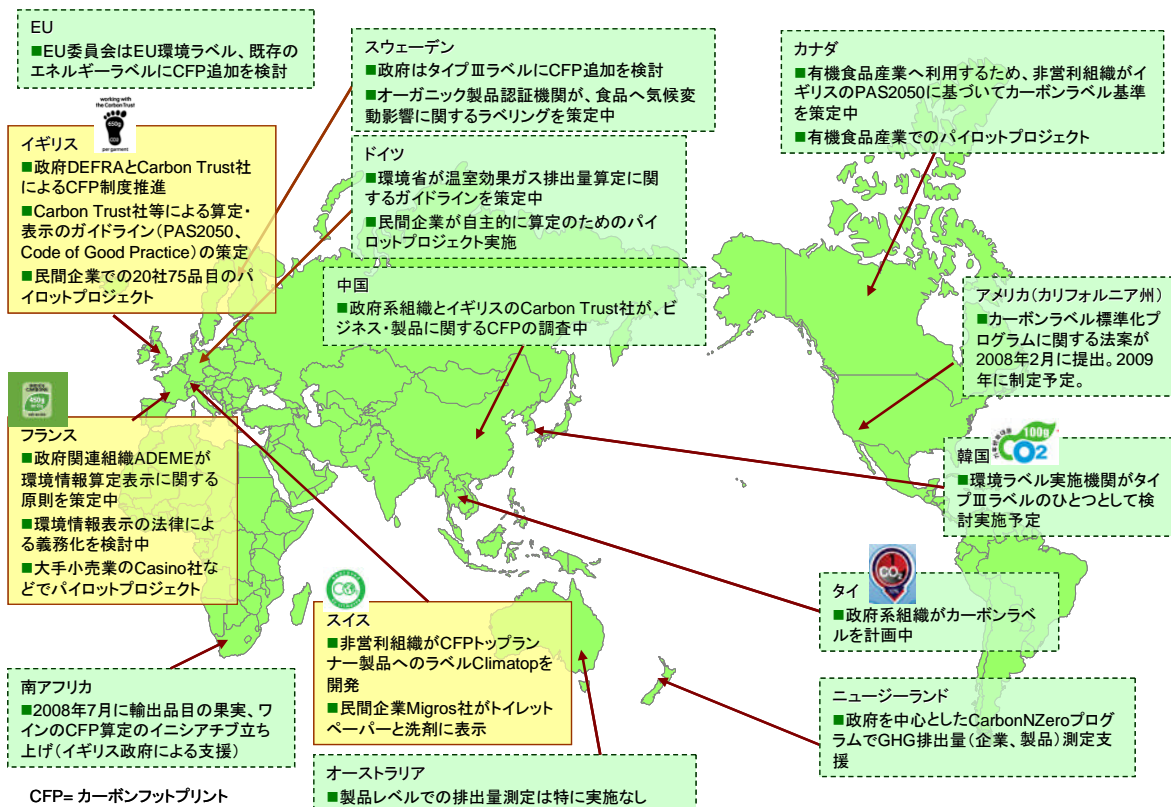 EU
■EU委員会はEU環境ラベル、既存の
エネルギーラベルにCFP追加を検討
working with
the Carbon Trust
per garment
イギリス
■政府DEFRAとCarbon Trust社
によるCFP制度推進
■Carbon Trust社等による算定・
表示のガイドライン(PAS2050、
Code of Good Practice)の策定
■民間企業での20社75品目のパ
イロットプロジェクト
スウェーデン
■政府はタイプⅢラベルにCFP追加を検討
■オーガニック製品認証機関が、食品へ気候変
動影響に関するラベリングを策定中
ドイツ
■環境省が温室効果ガス排出量算定に関
するガイドラインを策定中
■民間企業が自主的に算定のためのパイ
ロットプロジェクト実施
中国
■政府系組織とイギリスのCarbon Trust社が、ビ
ジネス・製品に関するCFPの調査中
カナダ
■有機食品産業へ利用するため、非営利組織がイ
ギリスのPAS2050に基づいてカーボンラベル基準
を策定中
■有機食品産業でのパイロットプロジェクト
アメリカ(カリフォルニア州)
■カーボンラベル標準化プ
ログラムに関する法案が
2008年2月に提出。2009
年に制定予定。
フランス
■政府関連組織ADEMEが
環境情報算定表示に関する
原則を策定中
■環境情報表示の法律によ
る義務化を検討中
■大手小売業のCasino社な
どでパイロットプロジェクト
韓国
100g
CO2
■環境ラベル実施機関がタイ
プⅢラベルのひとつとして検
討実施予定
タイ
CO2
■政府系組織がカーボンラベ
ルを計画中
スイス
CO2
■非営利組織がCFPトップラン
ナー製品へのラベルClimatopを
開発
■民間企業Migros社がトイレット
ペーパーと洗剤に表示
南アフリカ
■2008年7月に輸出品目の果実、ワ
インのCFP算定のイニシアチブ立ち
上げ(イギリス政府による支援)
ニュージーランド
■政府を中心としたCarbonNZeroプログ
ラムでGHG排出量(企業、製品)測定支
援
オーストラリア
■製品レベルでの排出量測定は特に実施なし
CFP= カーボンフットプリント